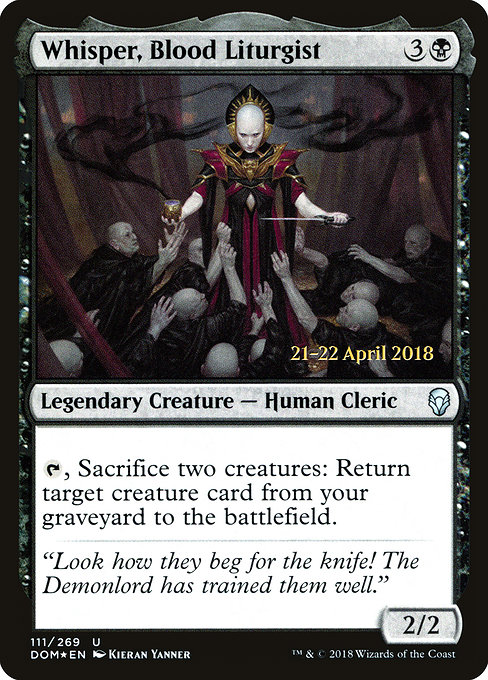 Whisper, Blood Liturgist 3
21–22 April 2018
Legendary Creature — Human Cleric
, Sacrifice two creatures: Return
target creature card from your
graveyard to the battlefield.
“Look how they beg for the knife! The
Demonlord has trained them well.”
2/2
111/269 U
DOM★EN Kieran Yanner
™ & © 2018 Wizards of the Coast